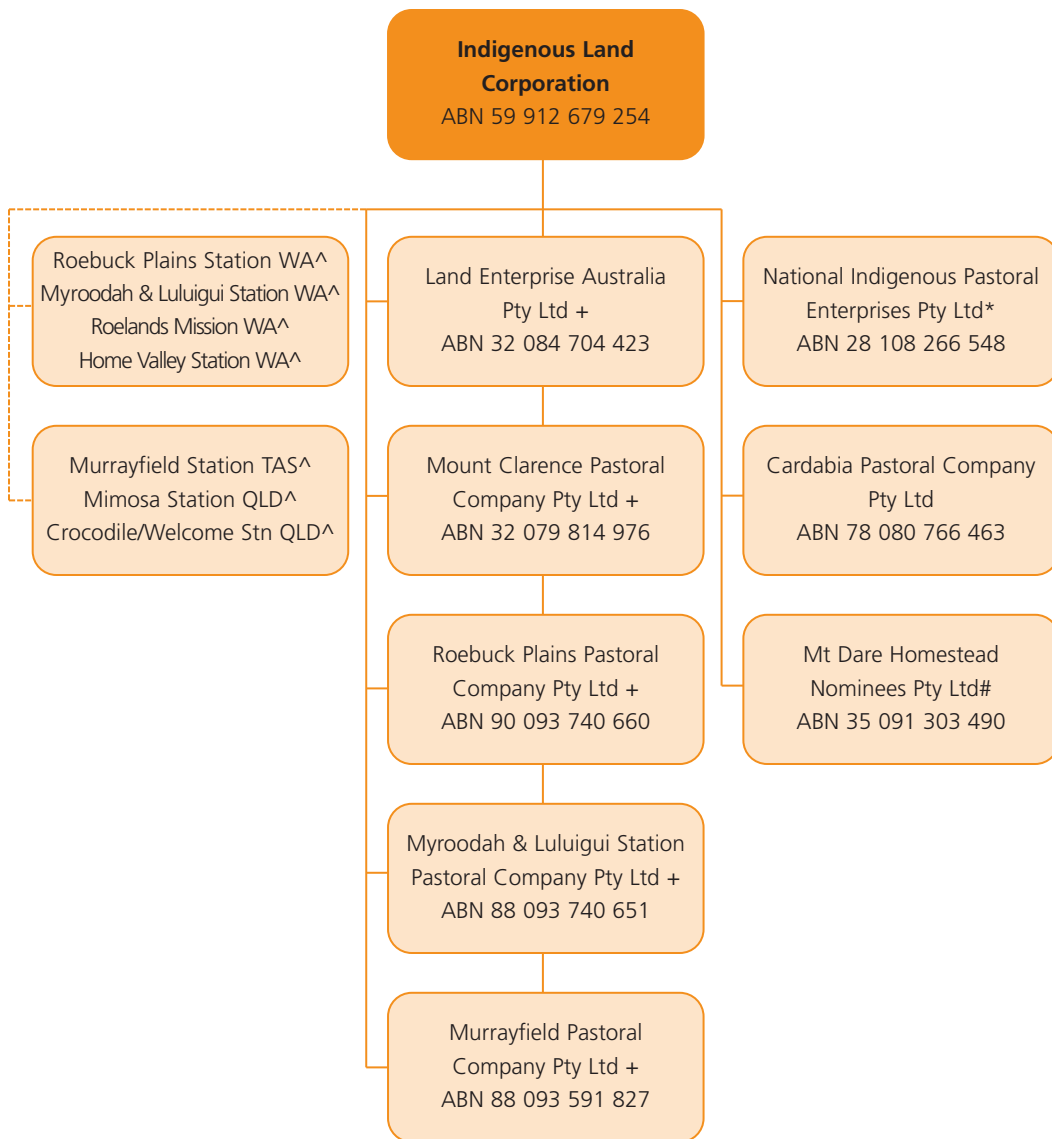 Indigenous Land
Corporation
ABN 59 912 679 254
Roebuck Plains Station WA^
Myroodah & Luluigui Station WA^
Roelands Mission WA^
Home Valley Station WA^
Land Enterprise Australia
Pty Ltd +
ABN 32 084 704 423
National Indigenous Pastoral
Enterprises Pty Ltd*
ABN 28 108 266 548
Murrayfield Station TAS^
Mimosa Station QLD^
Crocodile/Welcome Stn QLD^
Mount Clarence Pastoral
Company Pty Ltd +
ABN 32 079 814 976
Cardabia Pastoral Company
Pty Ltd
ABN 78 080 766 463
Roebuck Plains Pastoral
Company Pty Ltd +
ABN 90 093 740 660
Mt Dare Homestead
Nominees Pty Ltd#
ABN 35 091 303 490
Myroodah & Luluigui Station
Pastoral Company Pty Ltd +
ABN 88 093 740 651
Murrayfield Pastoral
Company Pty Ltd +
ABN 88 093 591 827